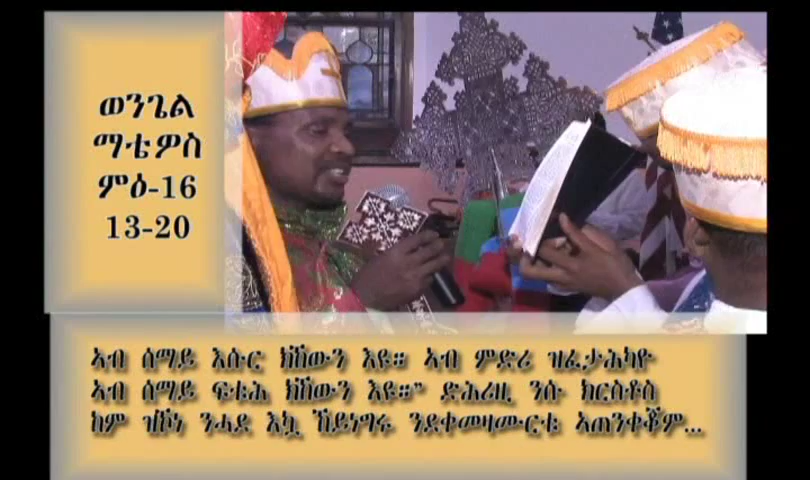 ወንጌል
ማቴዎስ
ምዕ-16
13-20
ኣብ ሰማይ እሱር ክኸውን እዩ። ኣብ ምድሪ ዝፈታሕካዮ
ኣብ ሰማይ ፍቱሕ ክኸውን እዩ።” ድሕሪዚ ንሱ ክርስቶስ
ከም ዝኾነ ንሓደ እኳ ኸይነግሩ ንደቀመዛሙርቱ ኣጠንቀቖም...